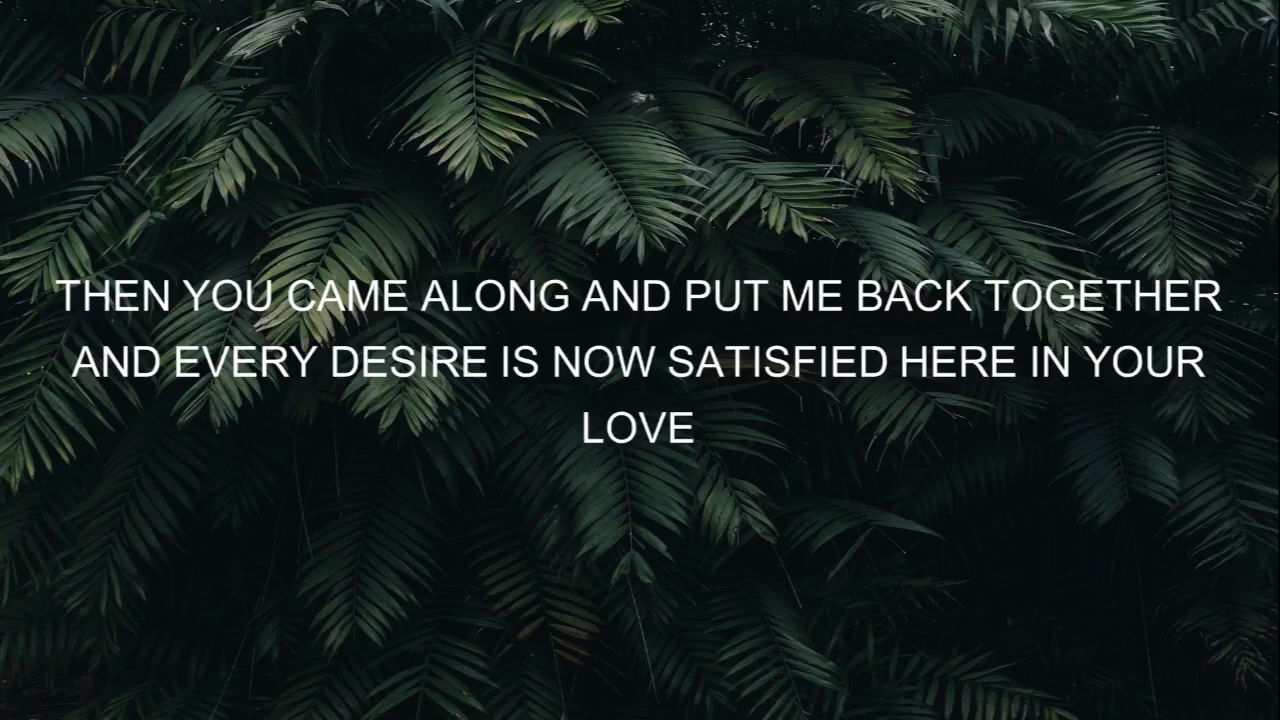 THEN YOU CAME ALONG AND PUT ME BACK TOGETHER
AND EVERY DESIRE IS NOW SATISFIED HERE IN YOUR
LOVE